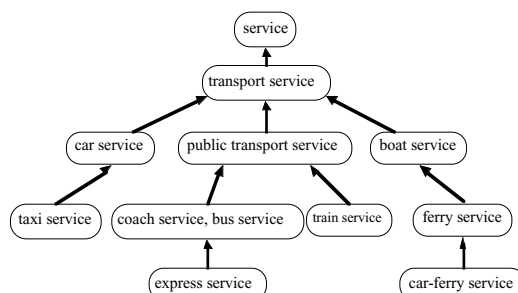 service
transport service
car service
public transport service
boat service
taxi service
coach service, bus service
train service
ferry service
express service
car-ferry service